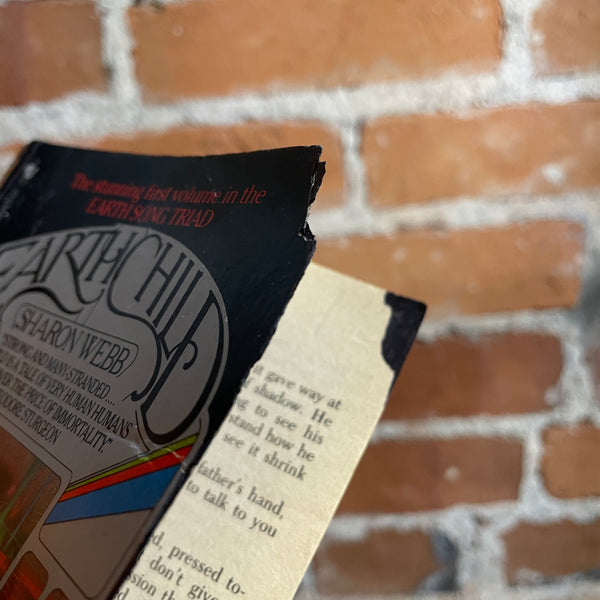 The stunning first volume in the
EARTH SONG TRIAD
EARTHCHILD
SHARON WEBB
"STRONG AND MANY-STRANDED....
IS A TALE OF VERY HUMAN HUMANS
THE PRICE OF IMMORTALITY."
STURGEON
gave way at
shadow. He
to see his
stand how he
see it shrink
father's hand,
to talk to you
pressed to-
don't give